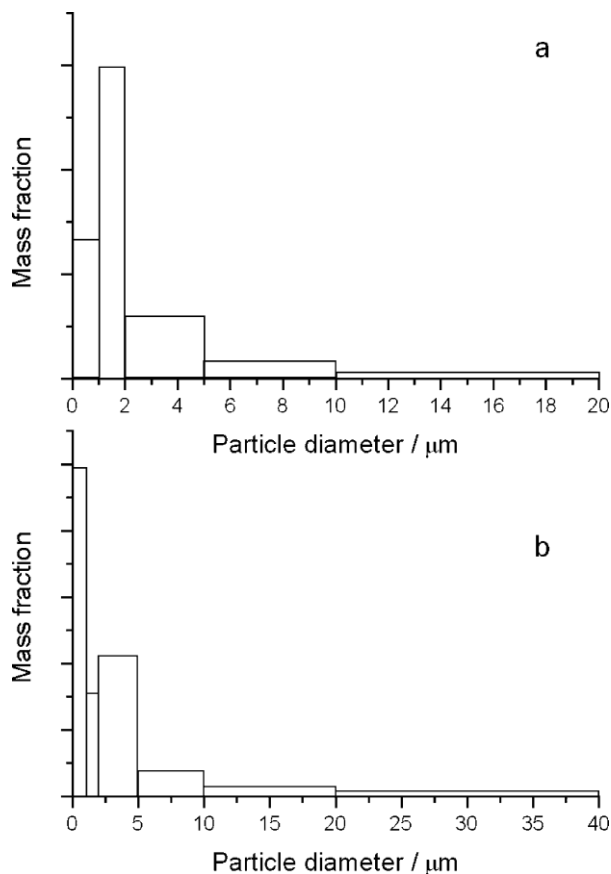 a
Mass fraction
0 2 4 6 8 10 12 14 16 18 20
Particle diameter / μm
b
Mass fraction
0 5 10 15 20 25 30 35 40
Particle diameter / μm